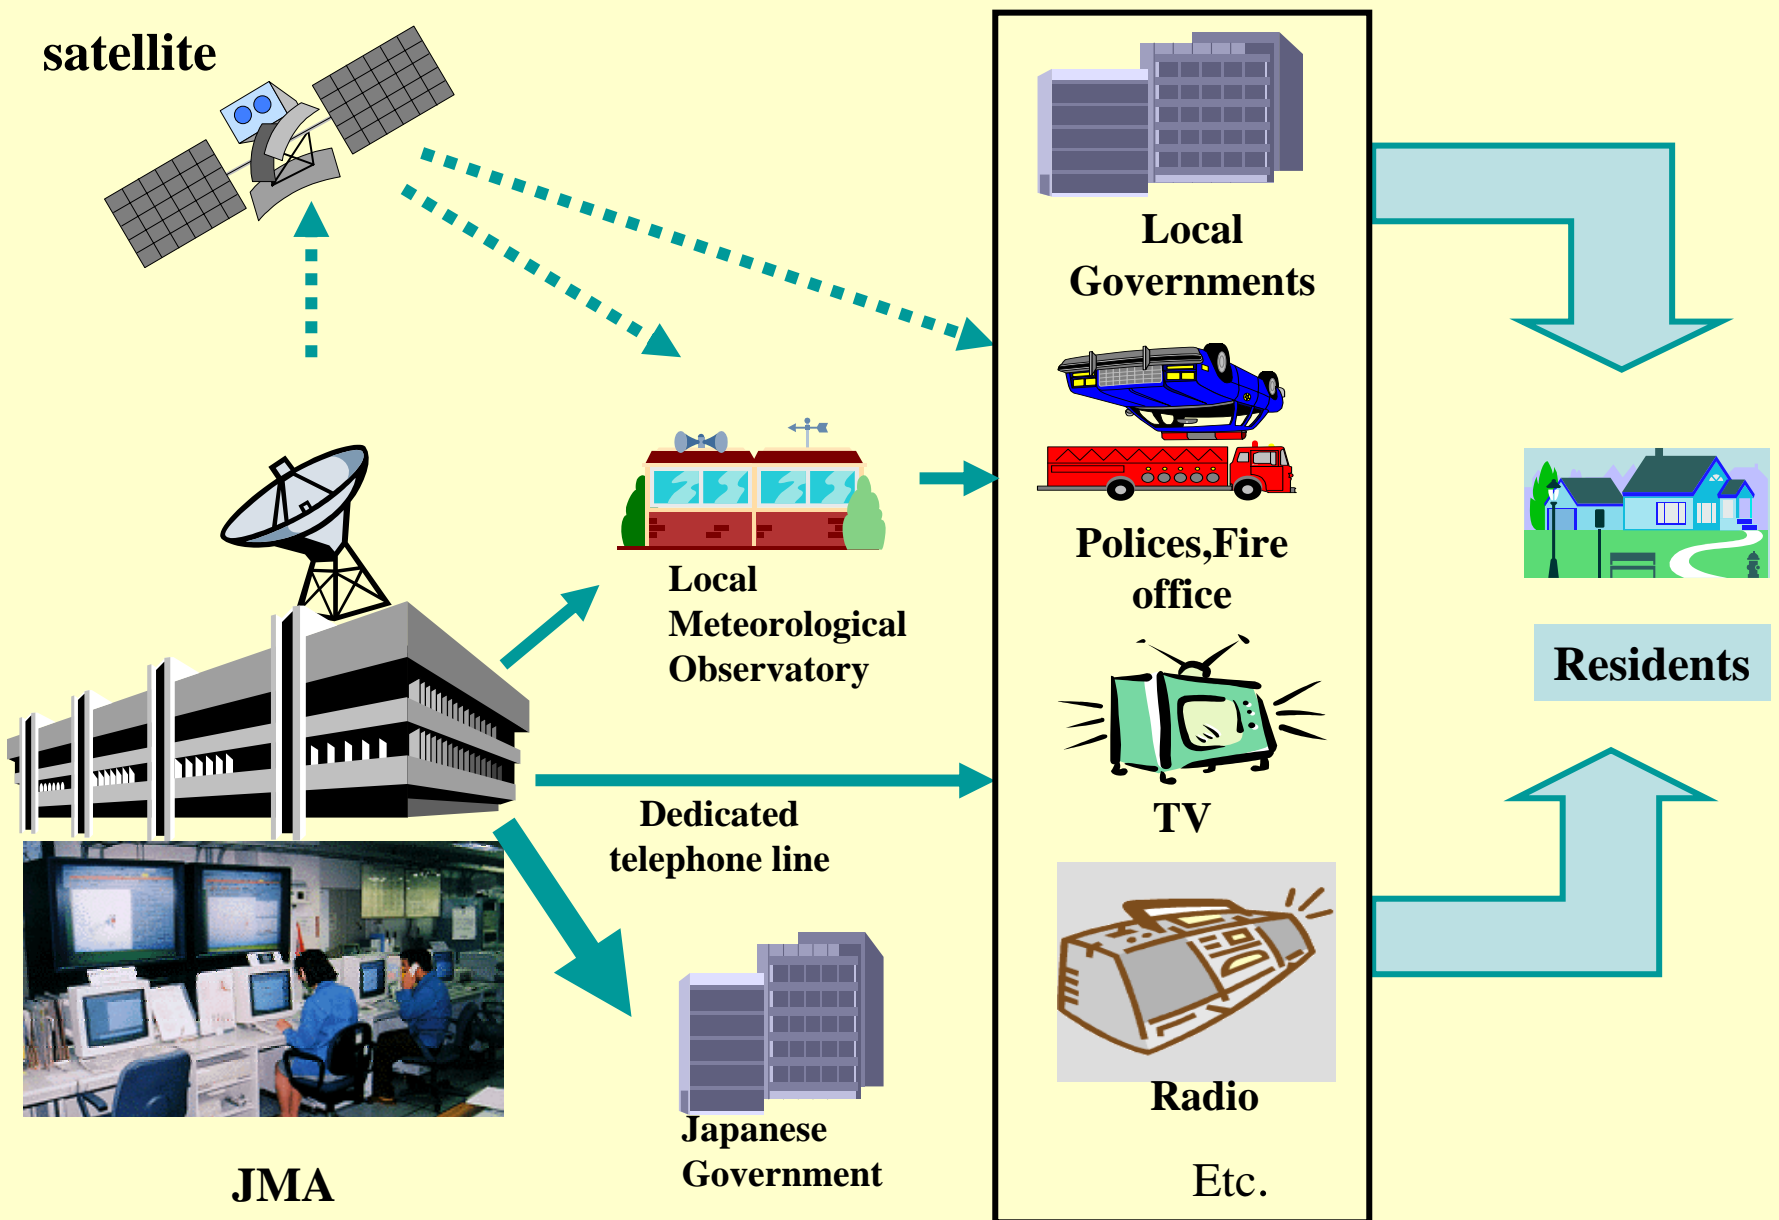 satellite
Local
Governments
Polices,Fire
office
Local
Meteorological
Observatory
Residents
Dedicated
telephone line
TV
Radio
Japanese
Government
JMA
Etc.